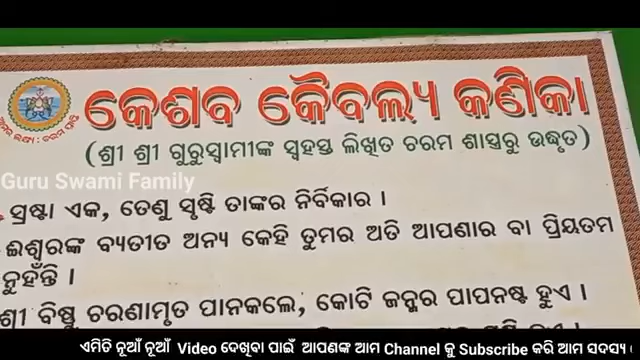 କେଶବ କୈବଲ୍ୟ କଣିକା
(ଶ୍ରୀ ଶ୍ରୀ ଗୁରୁସ୍ୱାମୀଙ୍କ ସ୍ୱହସ୍ତ ଲିଖିତ ଚରମ ଶାସ୍ତ୍ରରୁ ଉଦ୍ଧୃତ)
Guru Swami Family
ସ୍ରଷ୍ଟା ଏକ, ତେଣୁ ସୃଷ୍ଟି ତାଙ୍କର ନିର୍ବିକାର ।
ଈଶ୍ୱରଙ୍କ ବ୍ୟତୀତ ଅନ୍ୟ କେହି ତୁମର ଅତି ଆପଣାର ବା ପ୍ରିୟତମ
ନୁହଁନ୍ତି ।
ଶ୍ରୀ ବିଷ୍ଣୁ ଚରଣାମୃତ ପାନକଲେ, କୋଟି ଜନ୍ମର ପାପନଷ୍ଟ ହୁଏ ।
ଏମିତି ନୂଆଁ ନୂଆଁ Video ଦେଖିବା ପାଇଁ ଆପଣଙ୍କ ଆମ Channel କୁ Subscribe କରି ଆମ ସଦସ୍ୟ ।